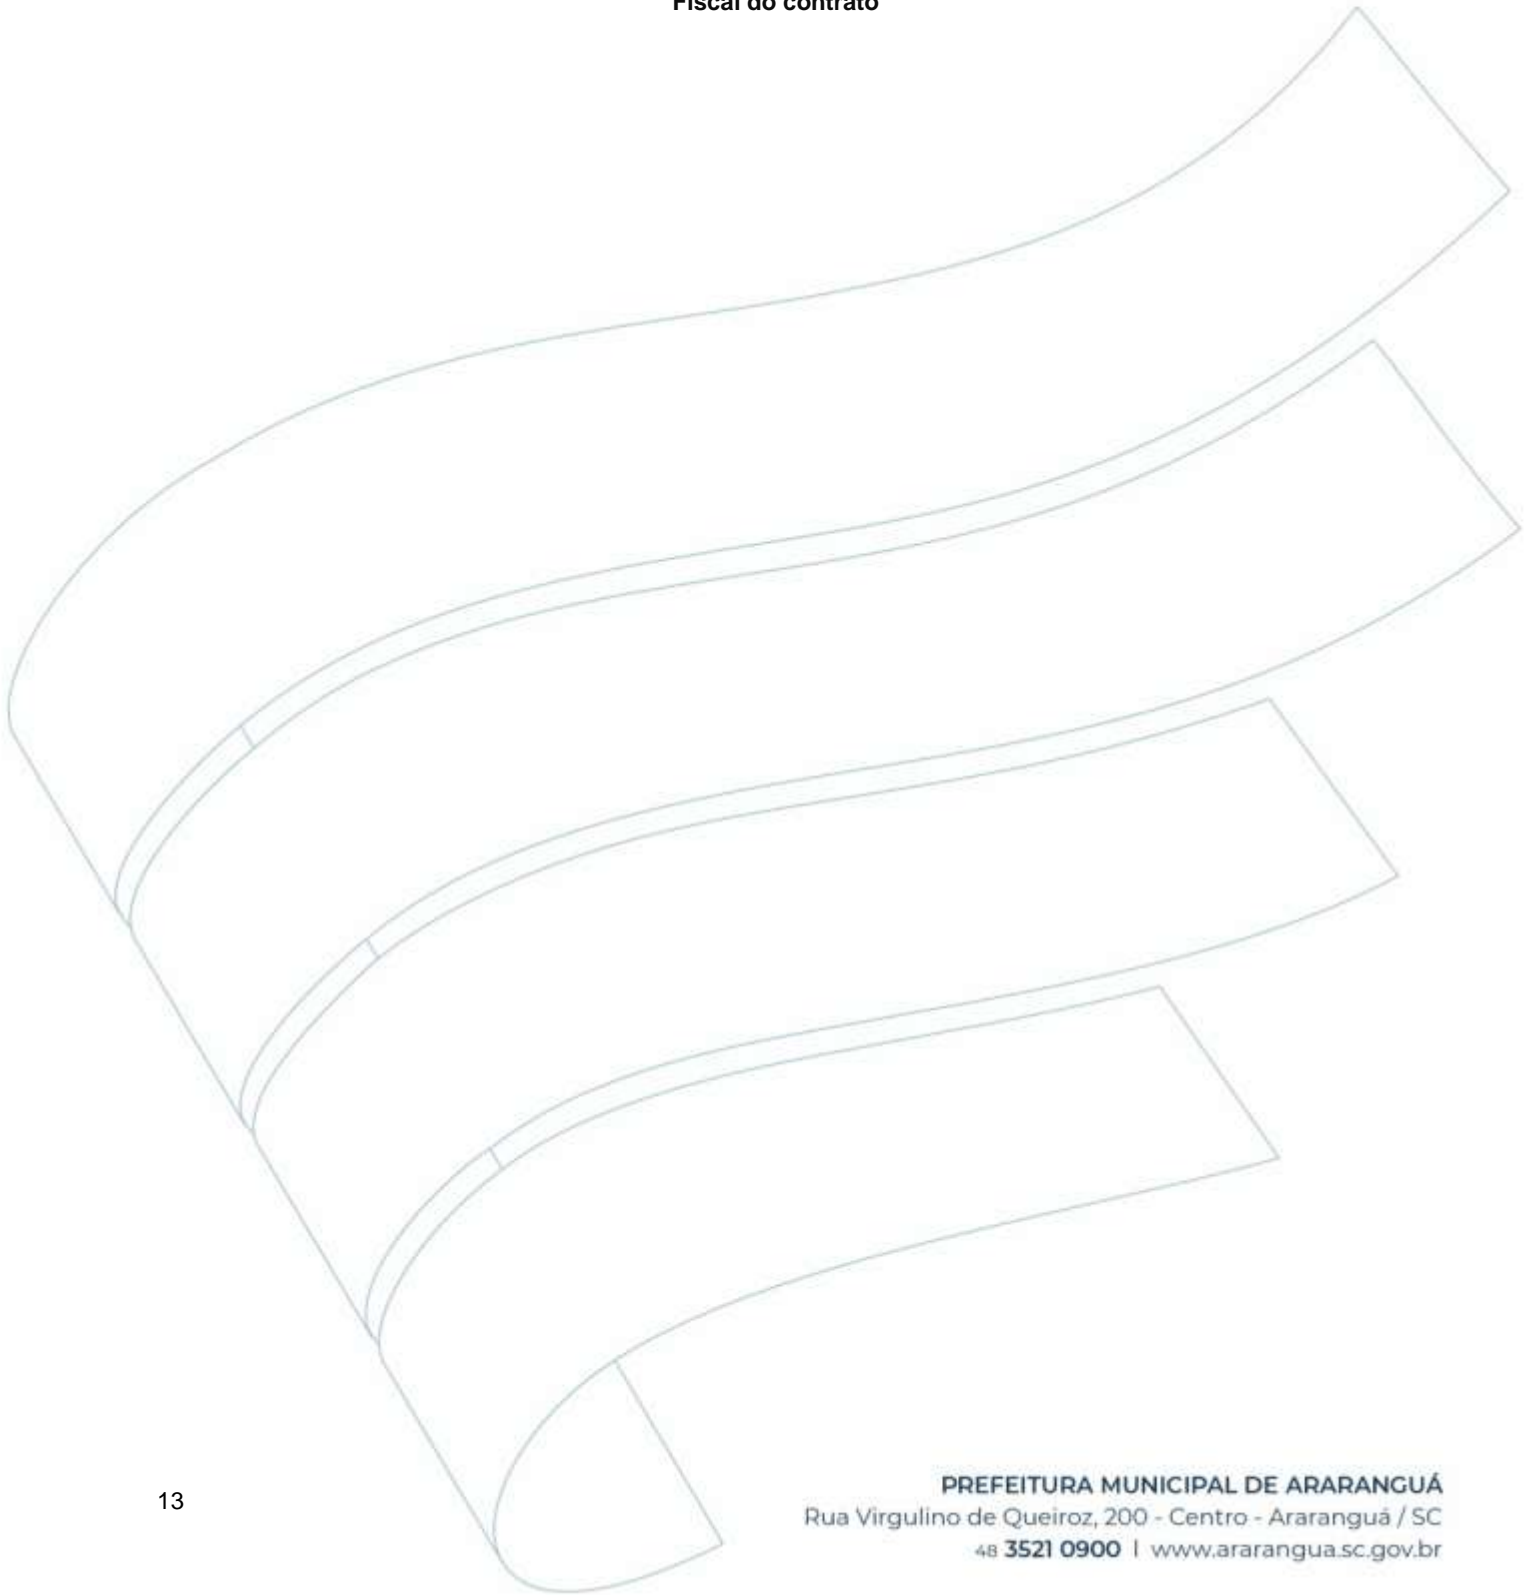 Fiscal do contrato
13
PREFEITURA MUNICIPAL DE ARARANGUÁ
Rua Virgulino de Queiroz, 200 - Centro - Araranguá / SC
48 3521 0900 | www.ararangua.sc.gov.br